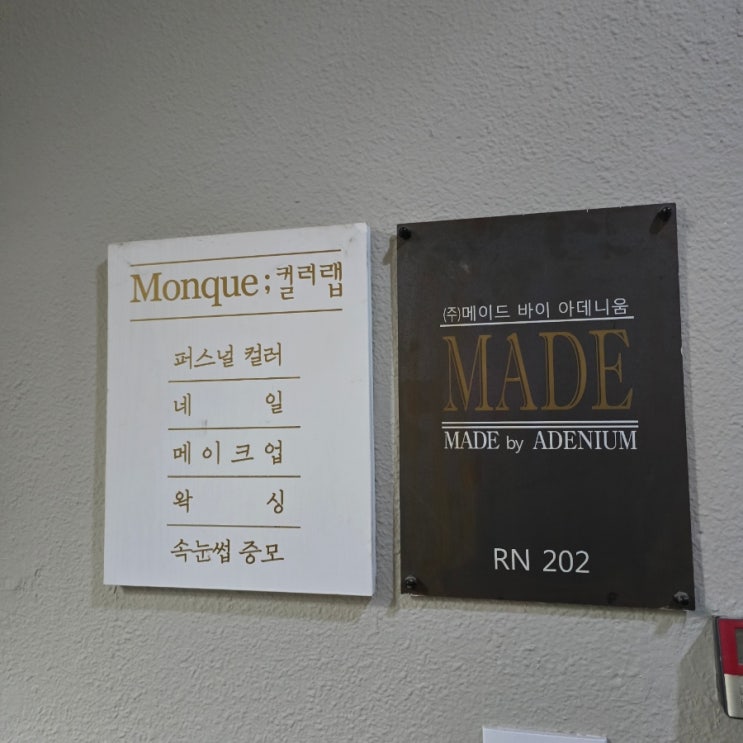 Monque ; 컬러랩
퍼스널 컬러
네 일
메이크업
왁 싱
속눈썹 증모
(주)메이드 바이 아데니움
MADE
MADE by ADENIUM
RN 202